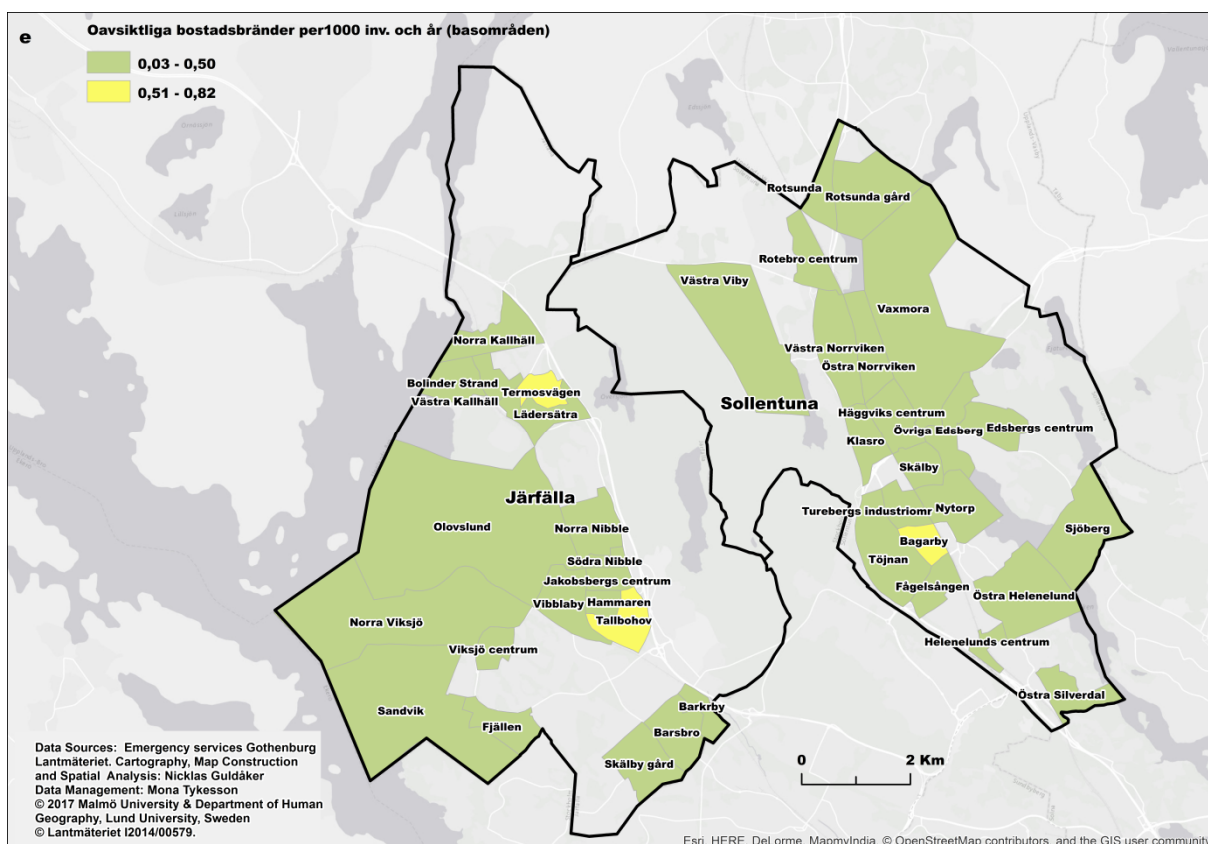 e
Oavsiktliga bostadsbränder per1000 inv. och år (basområden)
0,03 - 0,50
0,51 - 0,82
Rotsunda
Rotsunda gård
Rotebro centrum
Västra Viby
Vaxmora
Norra Kallhäll
Västra Norrviken
Östra Norrviken
Bolinder Strand
Termosvägen
Västra Kallhäll
Sollentuna
Lädersätra
Häggviks centrum
Edsbergs centrum
Övriga Edsberg
Klasro
Skälby
Järfälla
Turebergs industriomr
Nytorp
Olovslund
Norra Nibble
Sjöberg
Bagarby
Södra Nibble
Töjnan
Jakobsbergs centrum
Fågelsången
Vibblaby
Hammaren
Östra Helenelund
Norra Viksjö
Tallbohov
Viksjö centrum
Helenelunds centrum
Östra Silverdal
Sandvik
Barkrby
Fjällen
Barsbro
Skälby gård
0
2 Km
Data Sources: Emergency services Gothenburg
Lantmäteriet. Cartography, Map Construction
and Spatial Analysis: Nicklas Guldåker
Data Management: Mona Tykesson
© 2017 Malmö University & Department of Human
Geography, Lund University, Sweden
© Lantmäteriet I2014/00579.
Esri, HERE, DeLorme, MapmyIndia, © OpenStreetMap contributors, and the GIS user community